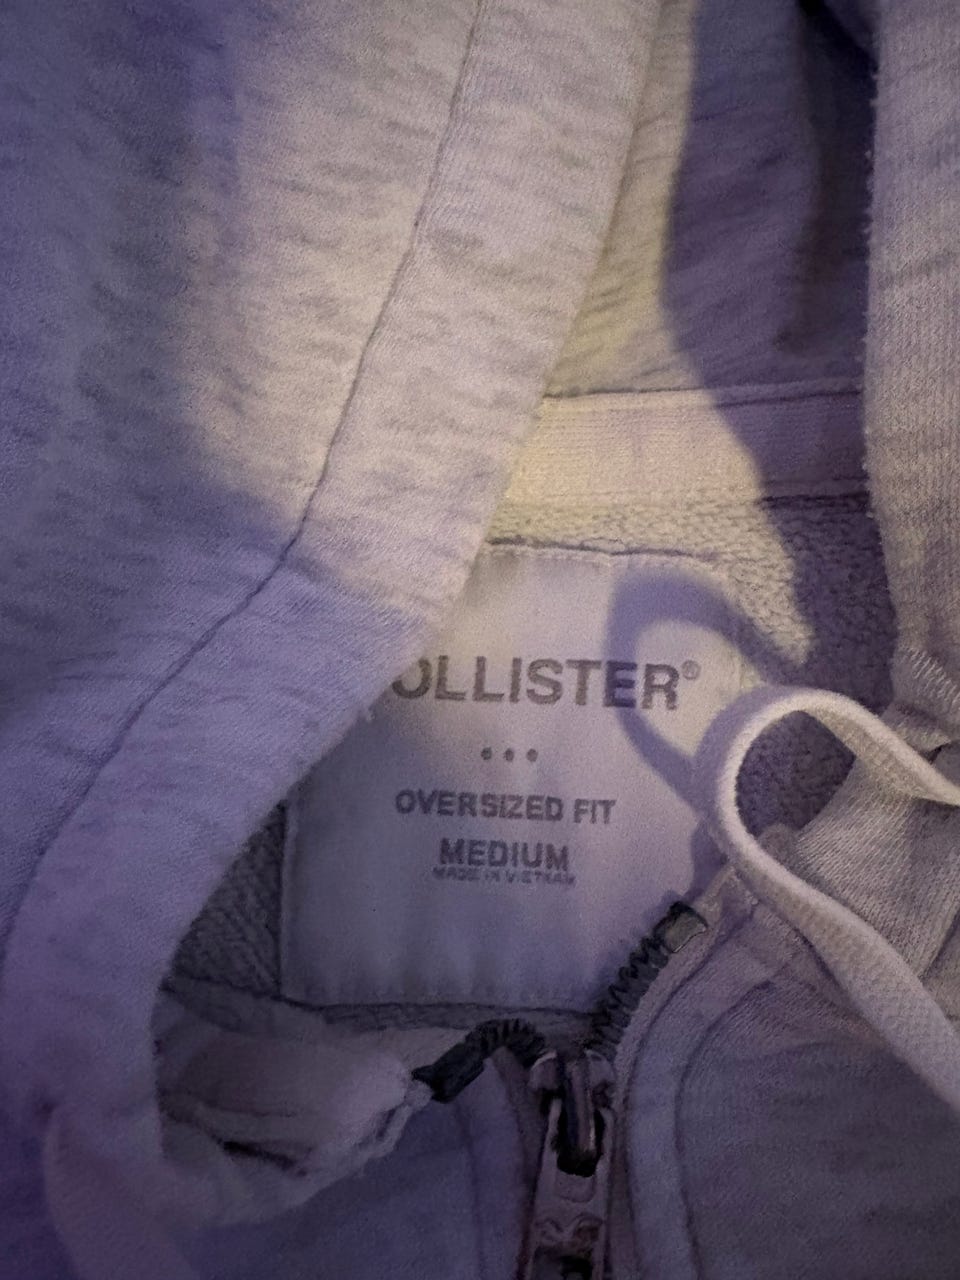 OLLISTER®
OVERSIZED FIT
MEDIUM
MADE IN VIETNAM